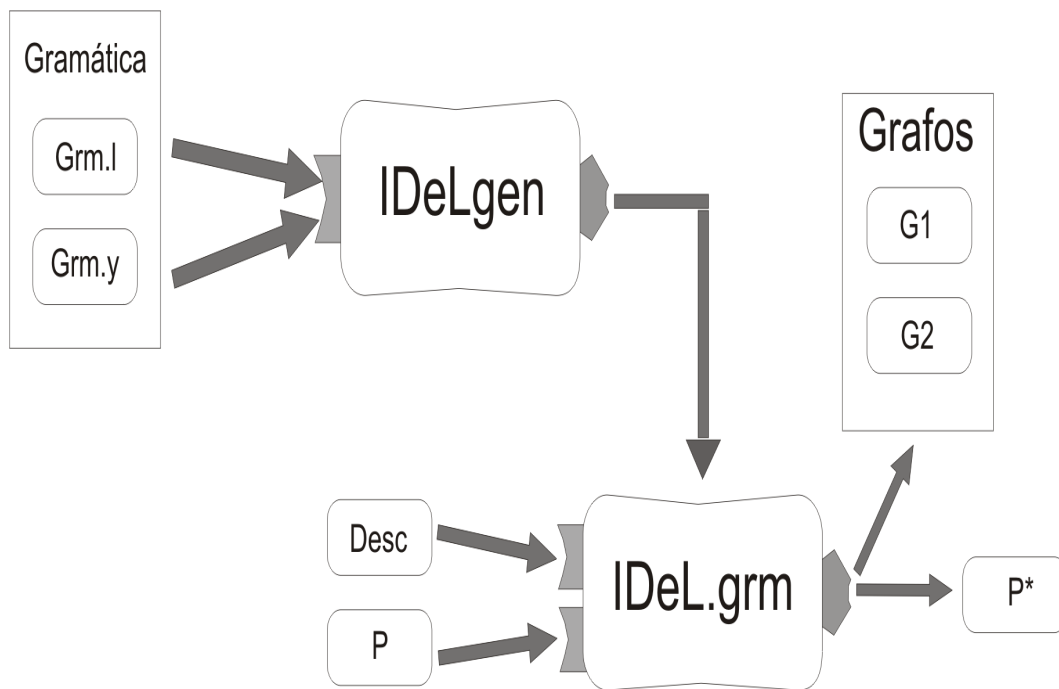 Gramática
Grm.l
Grm.y
IDeLgen
Grafos
G1
G2
Desc
P
IDeL.grm
P*